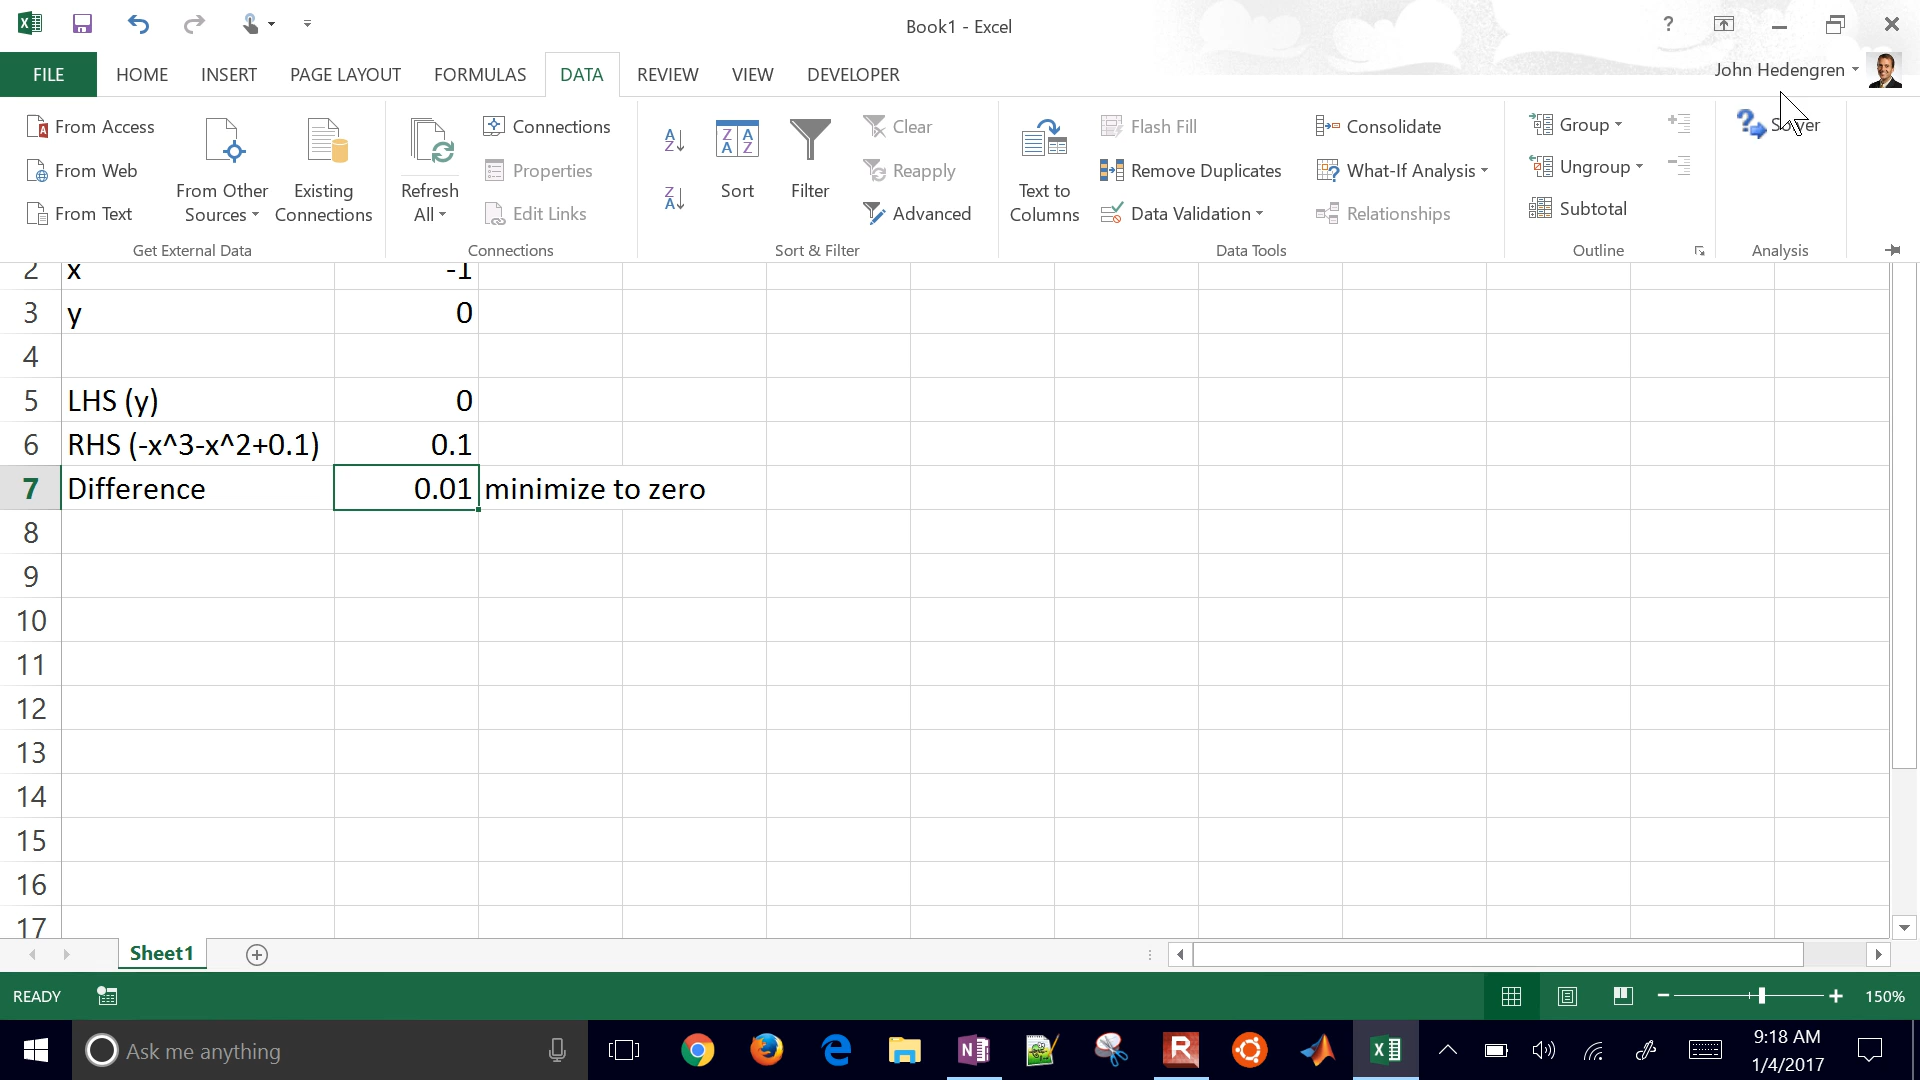 Book1 - Excel
?
FILE HOME INSERT PAGE LAYOUT FORMULAS DATA REVIEW VIEW DEVELOPER
John Hedengren
From Access
From Web
From Text
From Other Sources
Existing Connections
Get External Data
Refresh All
Connections
Properties
Edit Links
Connections
Sort
Filter
Clear
Reapply
Advanced
Sort & Filter
Text to Columns
Flash Fill
Remove Duplicates
Data Validation
Consolidate
What-If Analysis
Relationships
Data Tools
Group
Ungroup
Subtotal
Outline
Solver
Analysis
2 x -1
3 y 0
4
5 LHS (y) 0
6 RHS (-x^3-x^2+0.1) 0.1
7 Difference 0.01 minimize to zero
8
9
10
11
12
13
14
15
16
17
Sheet1
READY
150%
Ask me anything
9:18 AM
1/4/2017